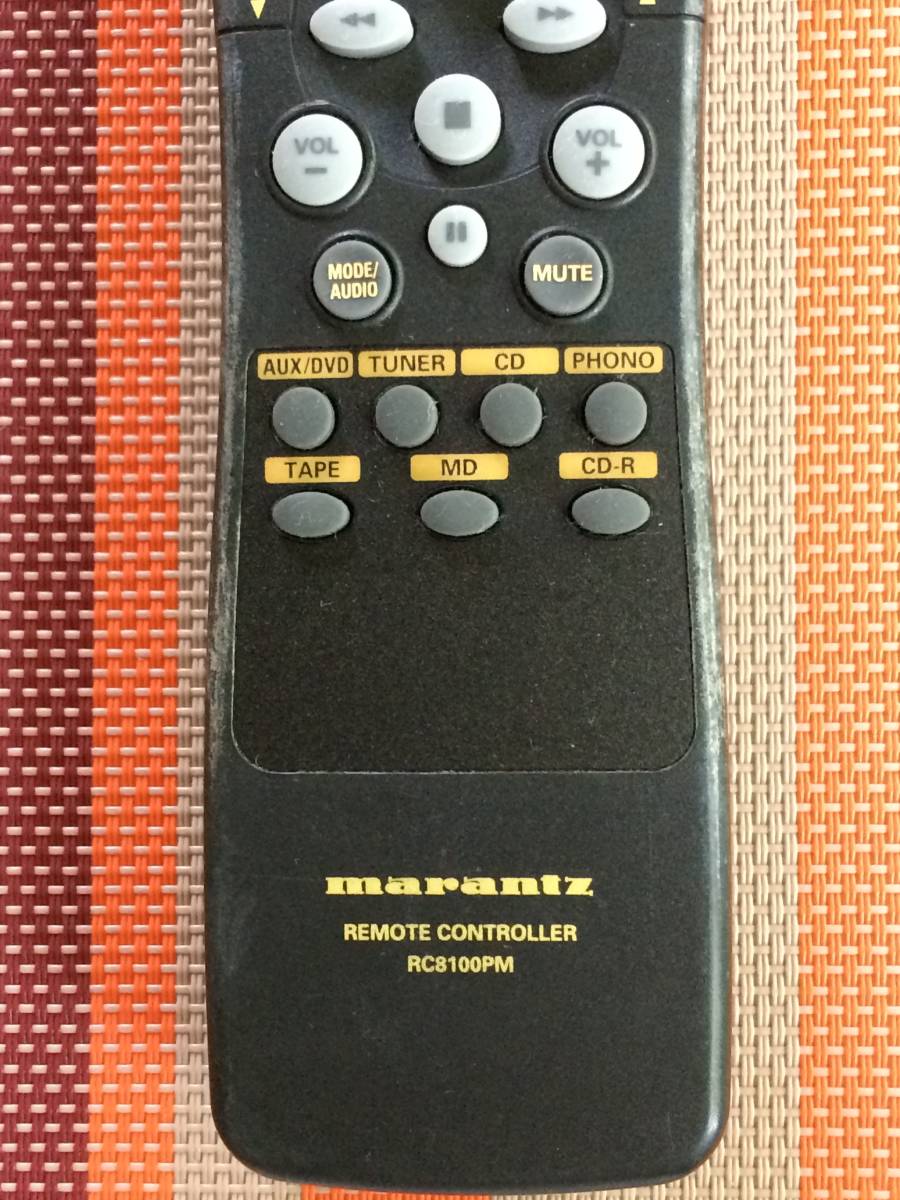 VOL
−
VOL
+
MODE/
AUDIO
MUTE
AUX/DVD TUNER CD PHONO
TAPE MD CD-R
marantz
REMOTE CONTROLLER
RC8100PM